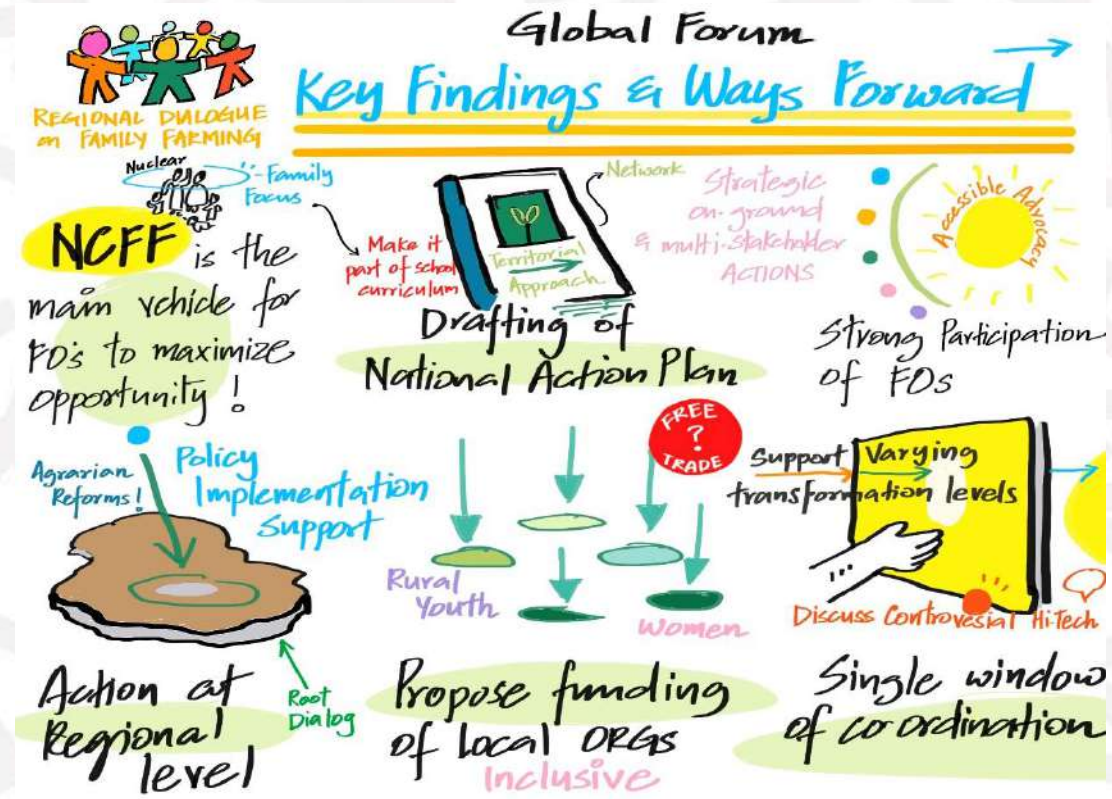 Global Forum
Key Findings & Ways Forward
REGIONAL DIALOGUE
on FAMILY FARMING
Nuclear
Family
Focus
NCFF is the
main vehicle for
FO's to maximize
opportunity!
Make it
part of school
curriculum
Network
Territorial
Approach
Drafting of
National Action Plan
Strategic
on-ground
& multi-stakeholder
ACTIONS
Accessible Advocacy
Strong Participation
of FOs
Agrarian
Reforms!
Policy
Implementation
Support
Root
Dialog
Action at
Regional
level
FREE
?
TRADE
Rural
Youth
Women
Propose funding
of Local ORGs
Inclusive
Support Varying
transformation levels
Discuss Controvesial HiTech
Single window
of coordination